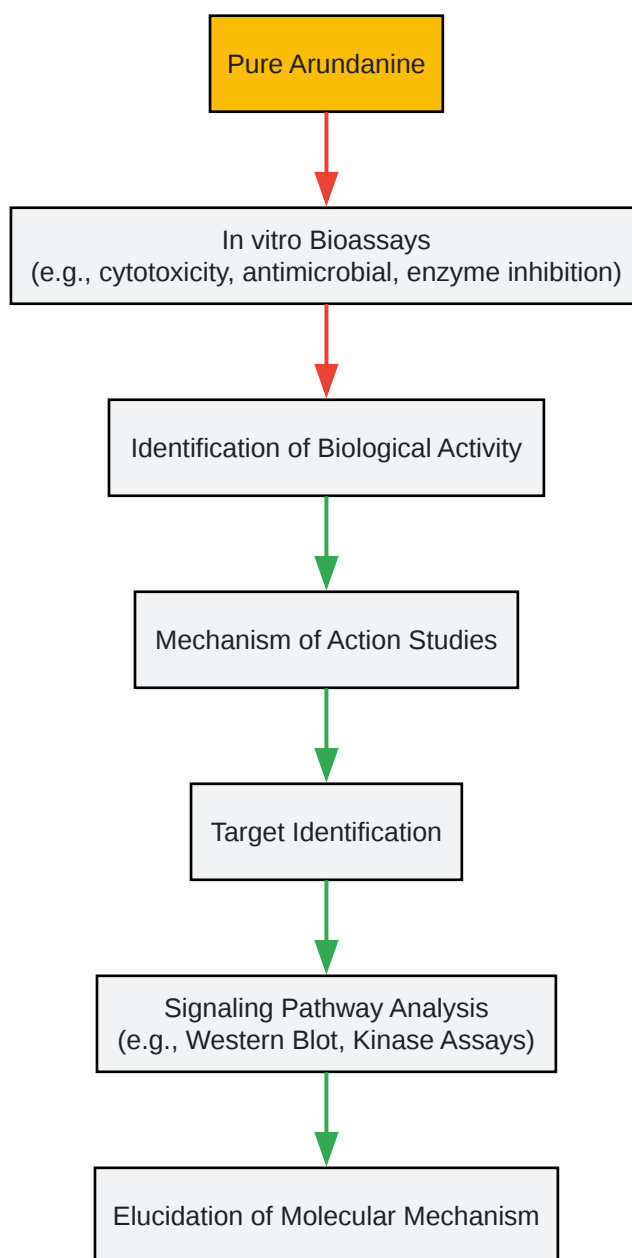 Pure Arundanine
In vitro Bioassays
(e.g., cytotoxicity, antimicrobial, enzyme inhibition)
Identification of Biological Activity
Mechanism of Action Studies
Target Identification
Signaling Pathway Analysis
(e.g., Western Blot, Kinase Assays)
Elucidation of Molecular Mechanism